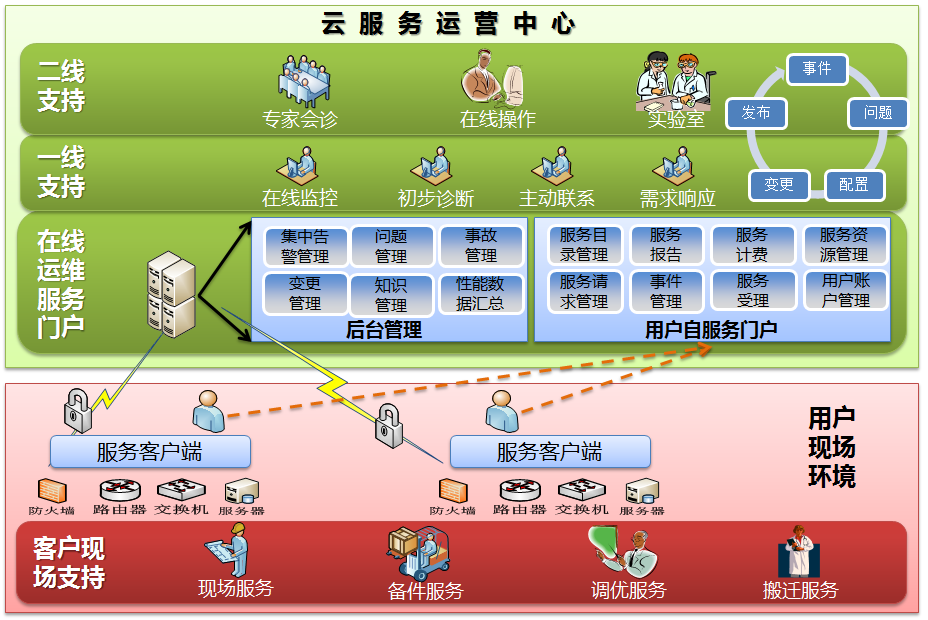 云服务运营中心
二线
支持
专家会诊
在线操作
实验室
事件
发布
问题
变更
配置
一线
支持
在线监控
初步诊断
主动联系
需求响应
在线
运维
服务
门户
集中告
警管理
问题
管理
事故
管理
变更
管理
知识
管理
性能数
据汇总
后台管理
服务目
录管理
服务
报告
服务
计费
服务资
源管理
服务请
求管理
事件
管理
服务
受理
用户账
户管理
用户自服务门户
用户
现场
环境
服务客户端
服务客户端
防火墙
路由器
交换机
服务器
防火墙
路由器
交换机
服务器
客户现
场支持
现场服务
备件服务
调优服务
搬迁服务